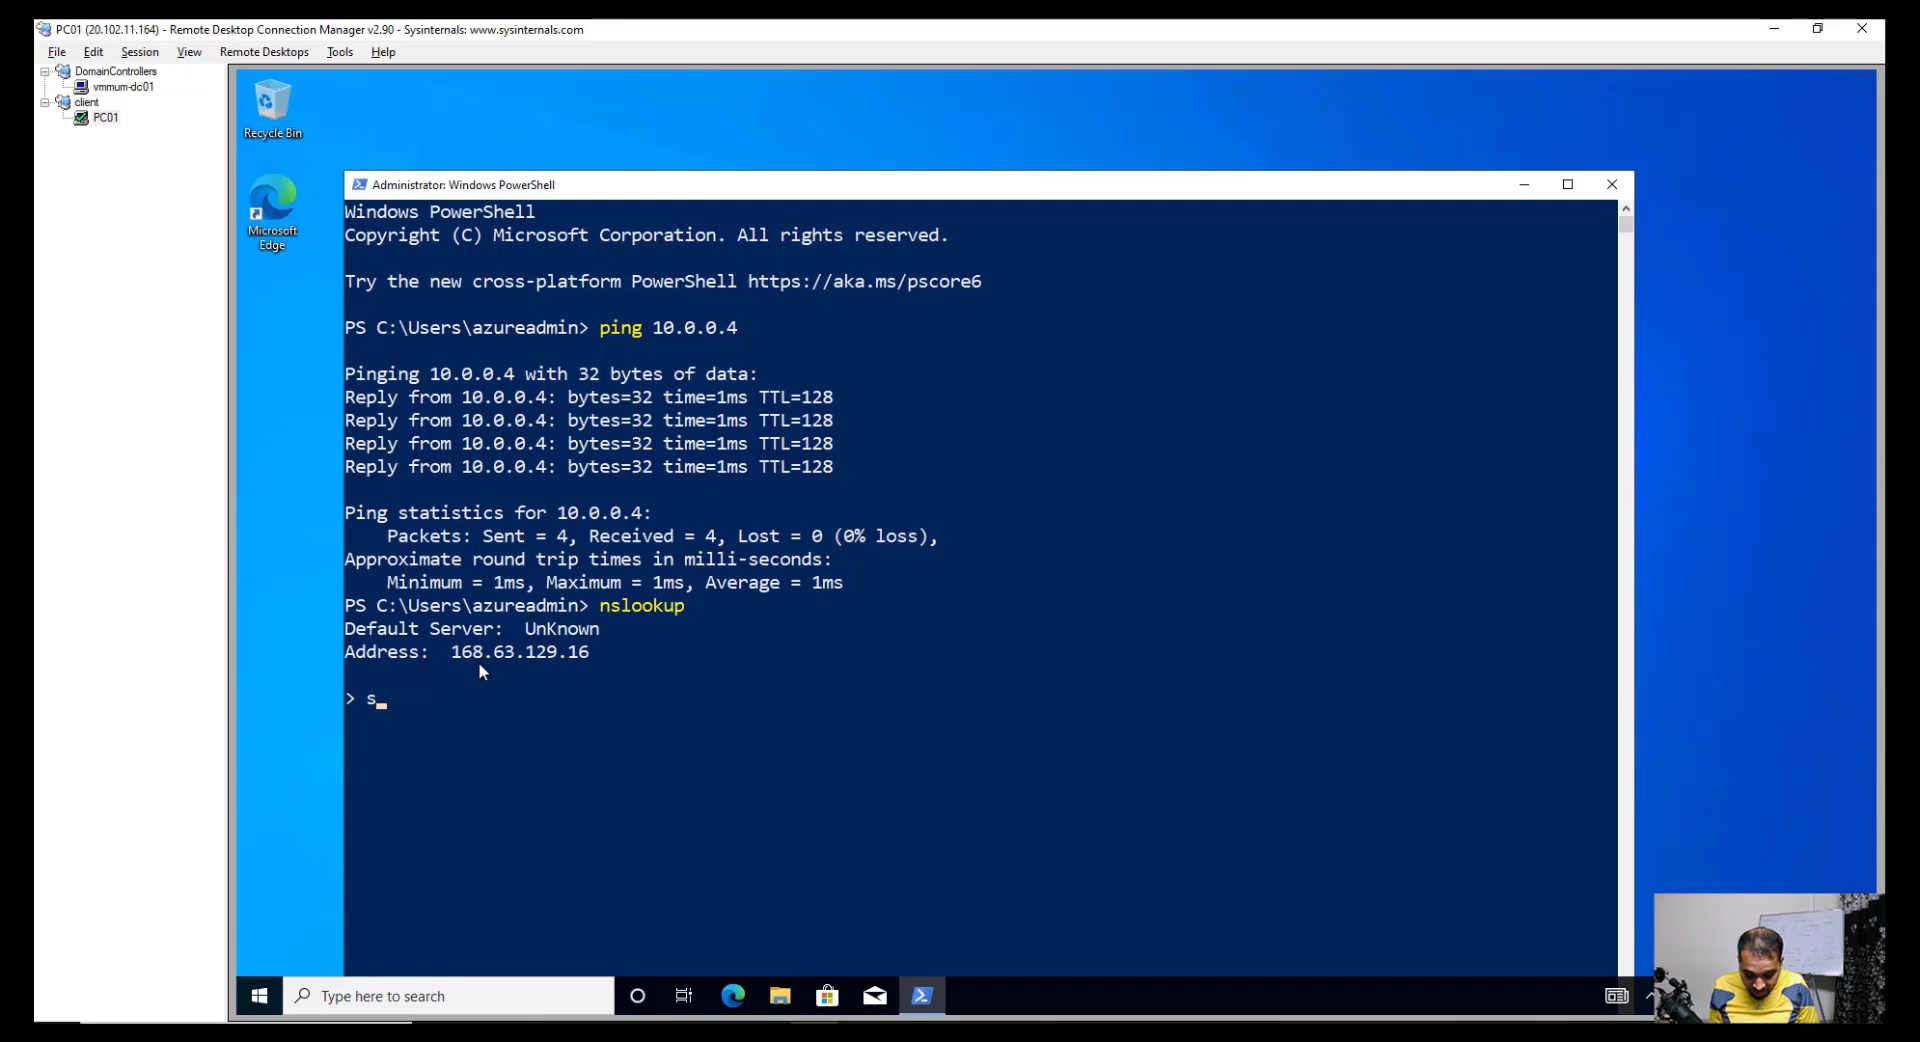 PC01 (20.102.11.164) - Remote Desktop Connection Manager v2.90 - Sysinternals: www.sysinternals.com
File Edit Session View Remote Desktops Tools Help
DomainControllers
vmmum-dc01
client
PC01
Recycle Bin
Microsoft
Edge
Administrator: Windows PowerShell
Windows PowerShell
Copyright (C) Microsoft Corporation. All rights reserved.
Try the new cross-platform PowerShell https://aka.ms/pscore6
PS C:\Users\azureadmin> ping 10.0.0.4
Pinging 10.0.0.4 with 32 bytes of data:
Reply from 10.0.0.4: bytes=32 time=1ms TTL=128
Reply from 10.0.0.4: bytes=32 time=1ms TTL=128
Reply from 10.0.0.4: bytes=32 time=1ms TTL=128
Reply from 10.0.0.4: bytes=32 time=1ms TTL=128
Ping statistics for 10.0.0.4:
Packets: Sent = 4, Received = 4, Lost = 0 (0% loss),
Approximate round trip times in milli-seconds:
Minimum = 1ms, Maximum = 1ms, Average = 1ms
PS C:\Users\azureadmin> nslookup
Default Server: UnKnown
Address: 168.63.129.16
> s_
Type here to search